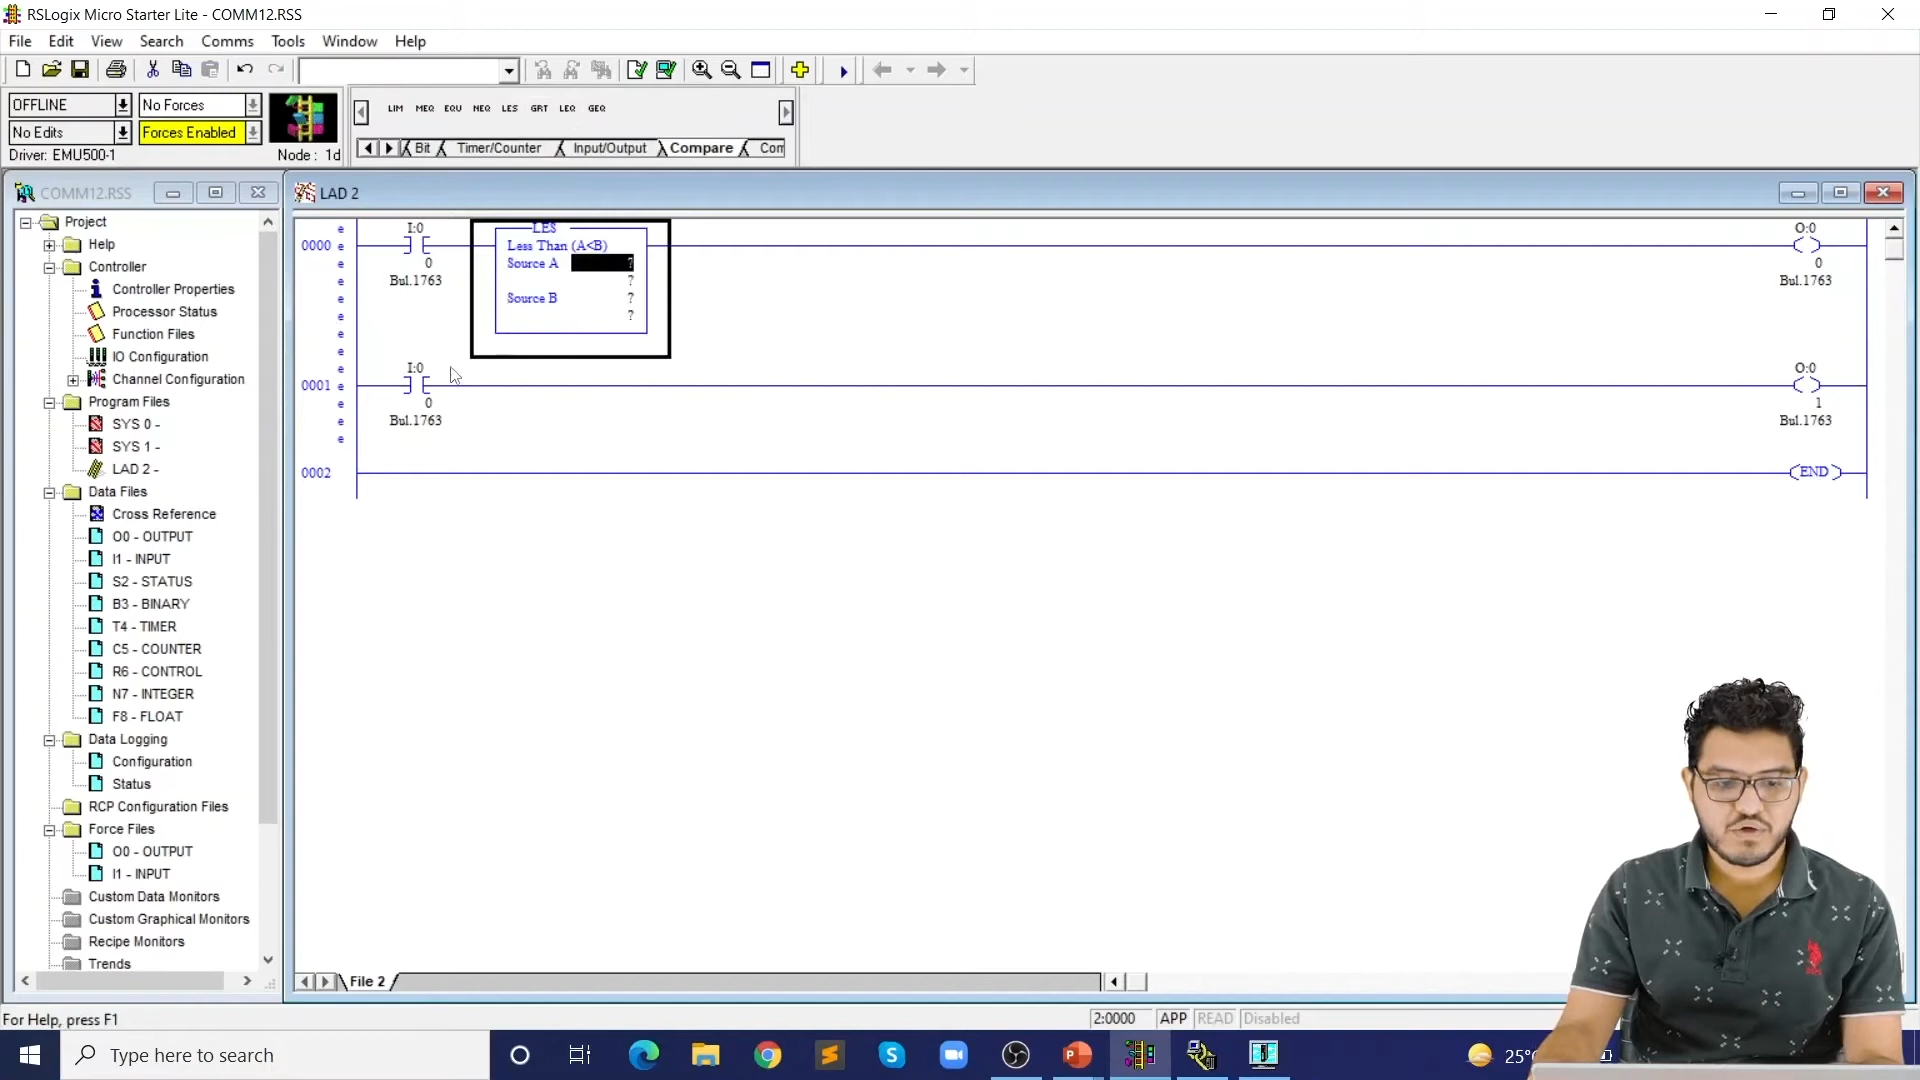 RSLogix Micro Starter Lite - COMM12.RSS
File Edit View Search Comms Tools Window Help
OFFLINE No Forces
No Edits Forces Enabled
Driver: EMU500-1 Node : 1d
LIM MEQ EQU NEQ LES GRT LEQ GEQ
Bit Timer/Counter Input/Output Compare Com
COMM12.RSS
Project
Help
Controller
Controller Properties
Processor Status
Function Files
IO Configuration
Channel Configuration
Program Files
SYS 0 -
SYS 1 -
LAD 2 -
Data Files
Cross Reference
O0 - OUTPUT
I1 - INPUT
S2 - STATUS
B3 - BINARY
T4 - TIMER
C5 - COUNTER
R6 - CONTROL
N7 - INTEGER
F8 - FLOAT
Data Logging
Configuration
Status
RCP Configuration Files
Force Files
O0 - OUTPUT
I1 - INPUT
Custom Data Monitors
Custom Graphical Monitors
Recipe Monitors
Trends
LAD 2
0000
e
e
e
e
e
e
e
e
I:0
0
Bul.1763
LES
Less Than (A<B)
Source A ?
?
Source B ?
?
O:0
0
Bul.1763
0001
e
e
e
e
e
I:0
0
Bul.1763
O:0
1
Bul.1763
0002
END
File 2
For Help, press F1
2:0000 APP READ Disabled
Type here to search
25°